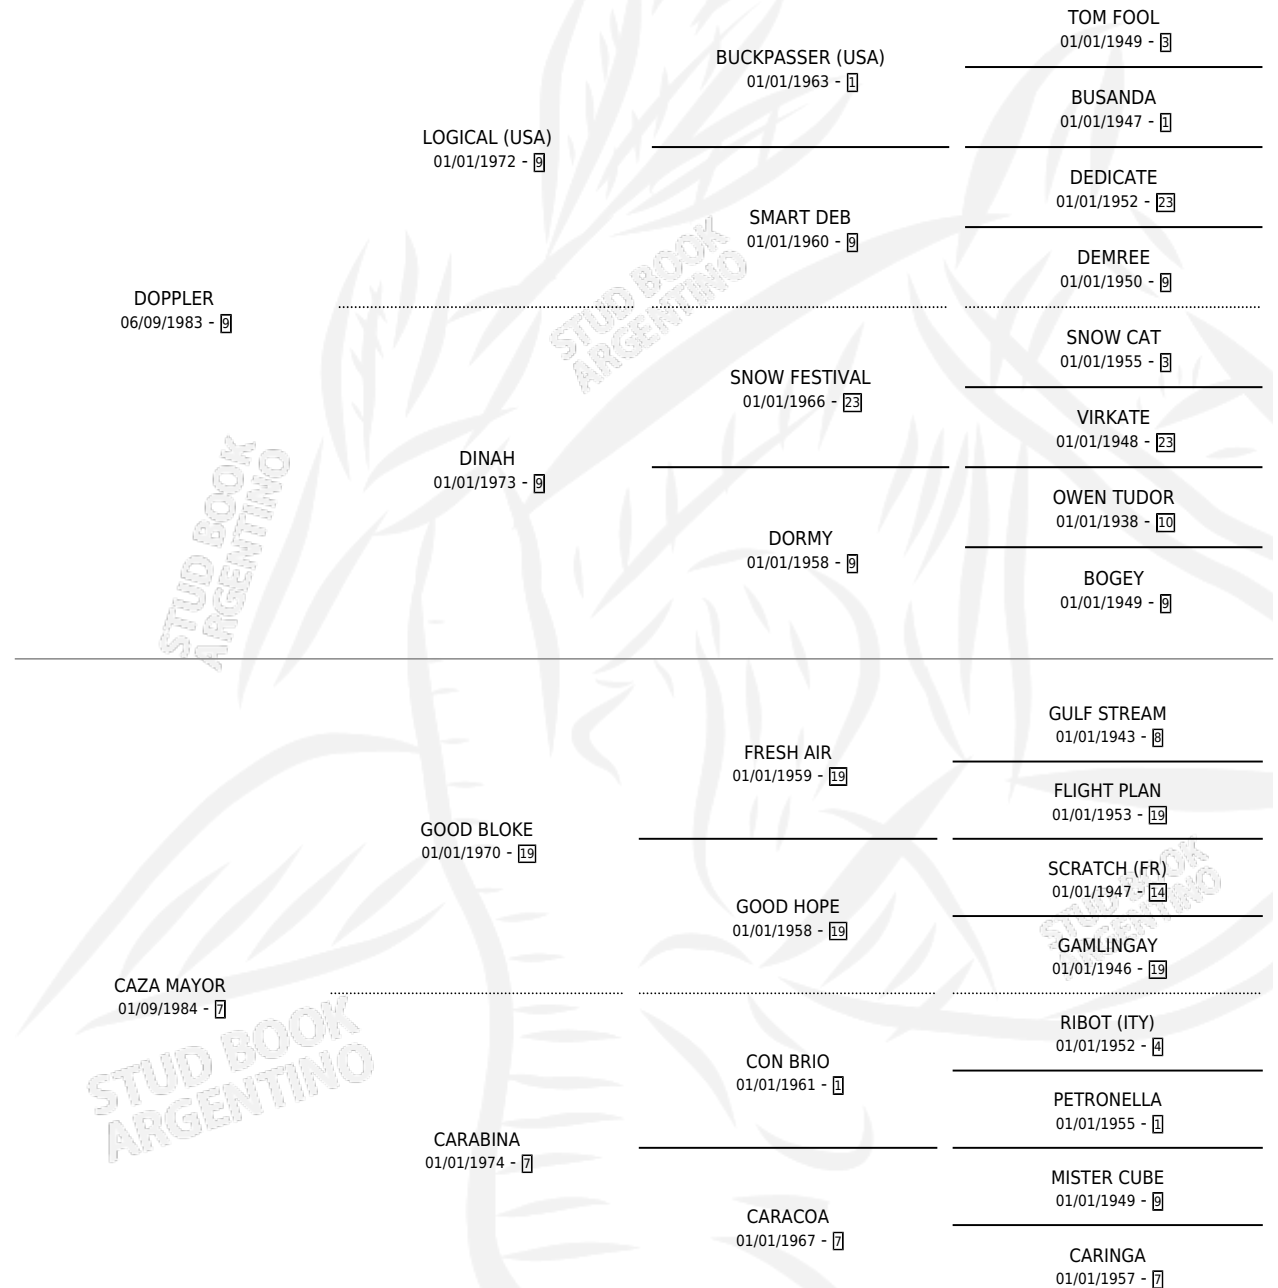 TOM FOOL
01/01/1949 - 3
BUCKPASSER (USA)
01/01/1963 - 1
BUSANDA
01/01/1947 - 1
LOGICAL (USA)
01/01/1972 - 9
DEDICATE
01/01/1952 - 23
SMART DEB
01/01/1960 - 9
DEMREE
01/01/1950 - 9
DOPPLER
06/09/1983 - 9
SNOW CAT
01/01/1955 - 3
SNOW FESTIVAL
01/01/1966 - 23
VIRKATE
01/01/1948 - 23
DINAH
01/01/1973 - 9
OWEN TUDOR
01/01/1938 - 10
DORMY
01/01/1958 - 9
BOGEY
01/01/1949 - 9
STUD BOOK
ARGENTINO
STUD BOOK
ARGENTINO
GULF STREAM
01/01/1943 - 8
FRESH AIR
01/01/1959 - 19
FLIGHT PLAN
01/01/1953 - 19
GOOD BLOKE
01/01/1970 - 19
SCRATCH (FR)
01/01/1947 - 14
GOOD HOPE
01/01/1958 - 19
GAMLINGAY
01/01/1946 - 19
CAZA MAYOR
01/09/1984 - 7
RIBOT (ITY)
01/01/1952 - 4
CON BRIO
01/01/1961 - 1
PETRONELLA
01/01/1955 - 1
CARABINA
01/01/1974 - 7
MISTER CUBE
01/01/1949 - 9
CARACOA
01/01/1967 - 7
CARINGA
01/01/1957 - 7
STUD BOOK
ARGENTINO
STUD BOOK
ARGENTINO